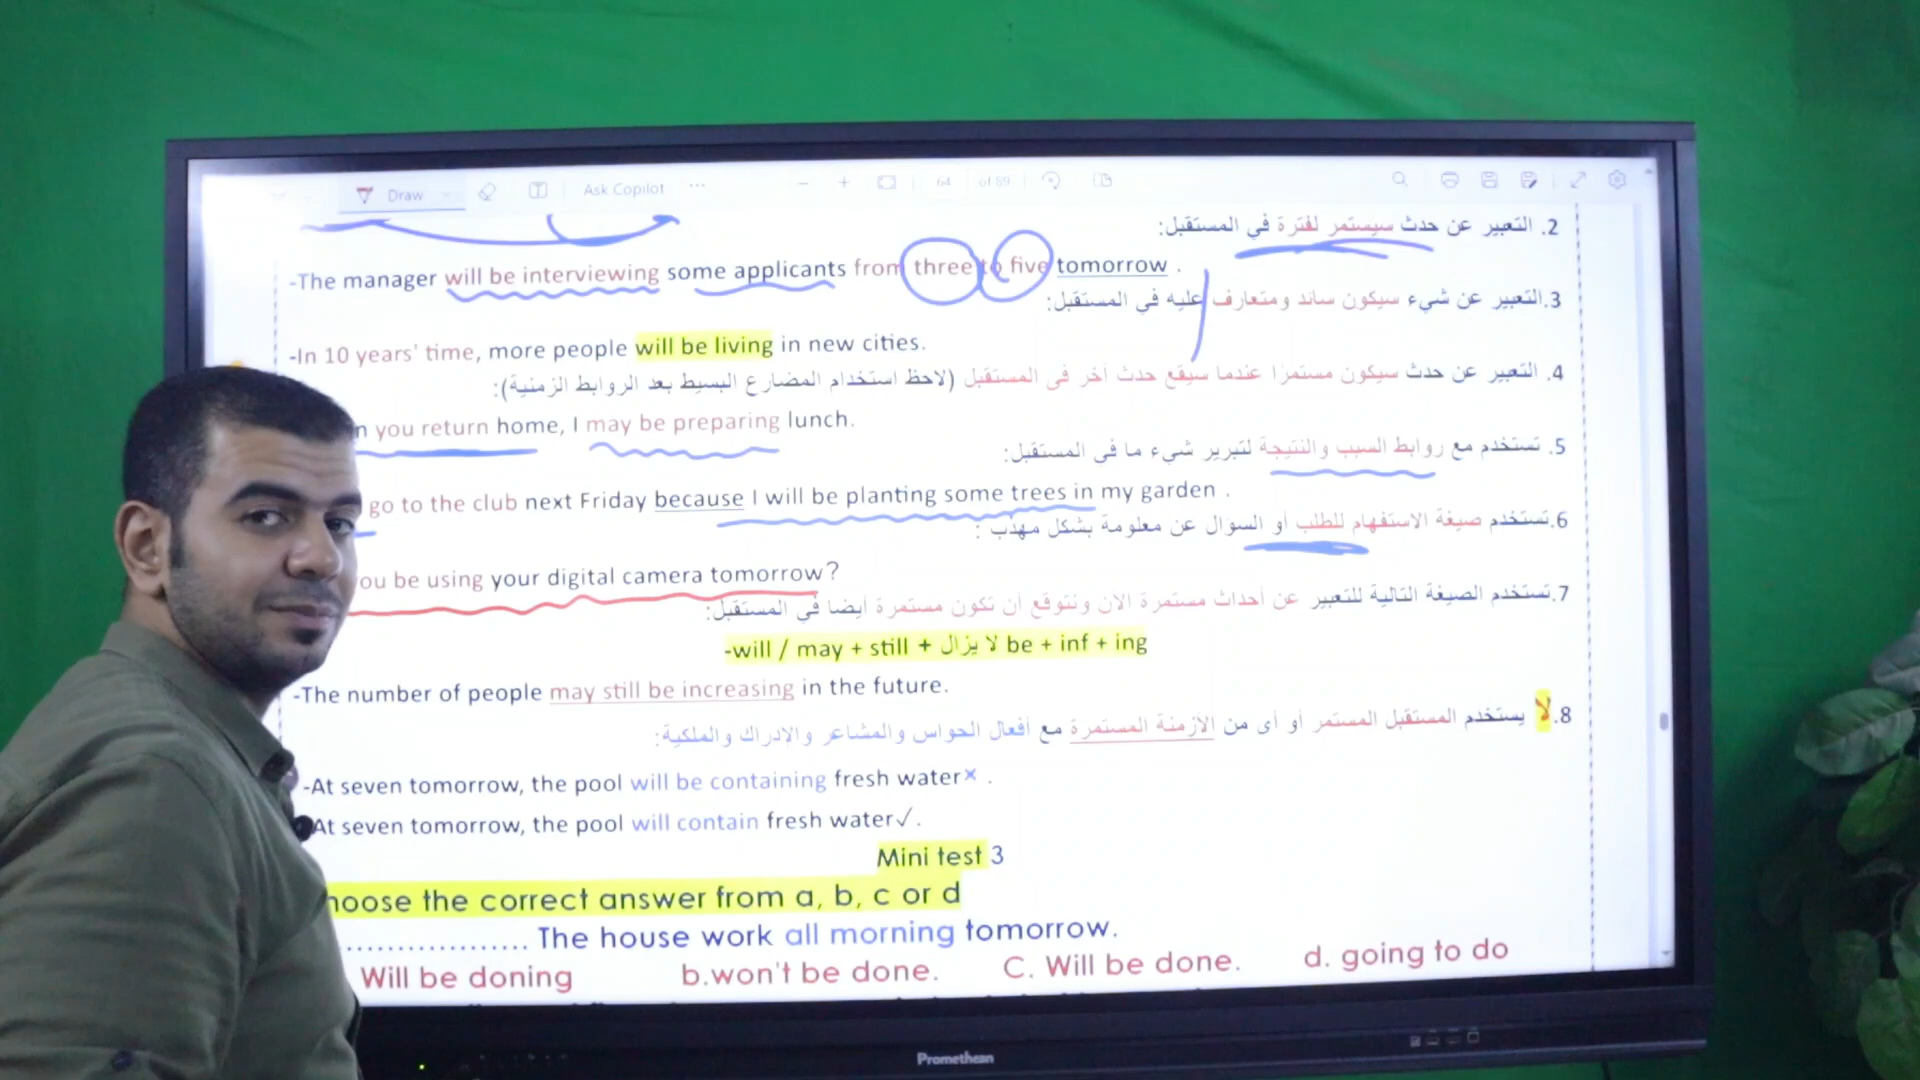 Draw Ask Copilot ... 64 of 89
2. التعبير عن حدث سيستمر لفترة في المستقبل:
-The manager will be interviewing some applicants from three to five tomorrow .
3.التعبير عن شيء سيكون سائد ومتعارف عليه في المستقبل:
-In 10 years' time, more people will be living in new cities.
4. التعبير عن حدث سيكون مستمرًا عندما سيقع حدث آخر فى المستقبل (لاحظ استخدام المضارع البسيط بعد الروابط الزمنية):
n you return home, I may be preparing lunch.
5. تستخدم مع روابط السبب والنتيجة لتبرير شيء ما فى المستقبل:
go to the club next Friday because I will be planting some trees in my garden .
6.تستخدم صيغة الاستفهام للطلب أو السوال عن معلومة بشكل مهذب :
ou be using your digital camera tomorrow?
7.تستخدم الصيغة التالية للتعبير عن أحداث مستمرة الان ونتوقع أن تكون مستمرة أيضا في المستقبل:
-will / may + still + لا يزال be + inf + ing
-The number of people may still be increasing in the future.
8.لا يستخدم المستقبل المستمر أو أى من الأزمنة المستمرة مع أفعال الحواس والمشاعر والإدراك والملكية:
-At seven tomorrow, the pool will be containing fresh water× .
At seven tomorrow, the pool will contain fresh water✓.
Mini test 3
hoose the correct answer from a, b, c or d
................... The house work all morning tomorrow.
Will be doning b.won't be done. C. Will be done. d. going to do
Promethean